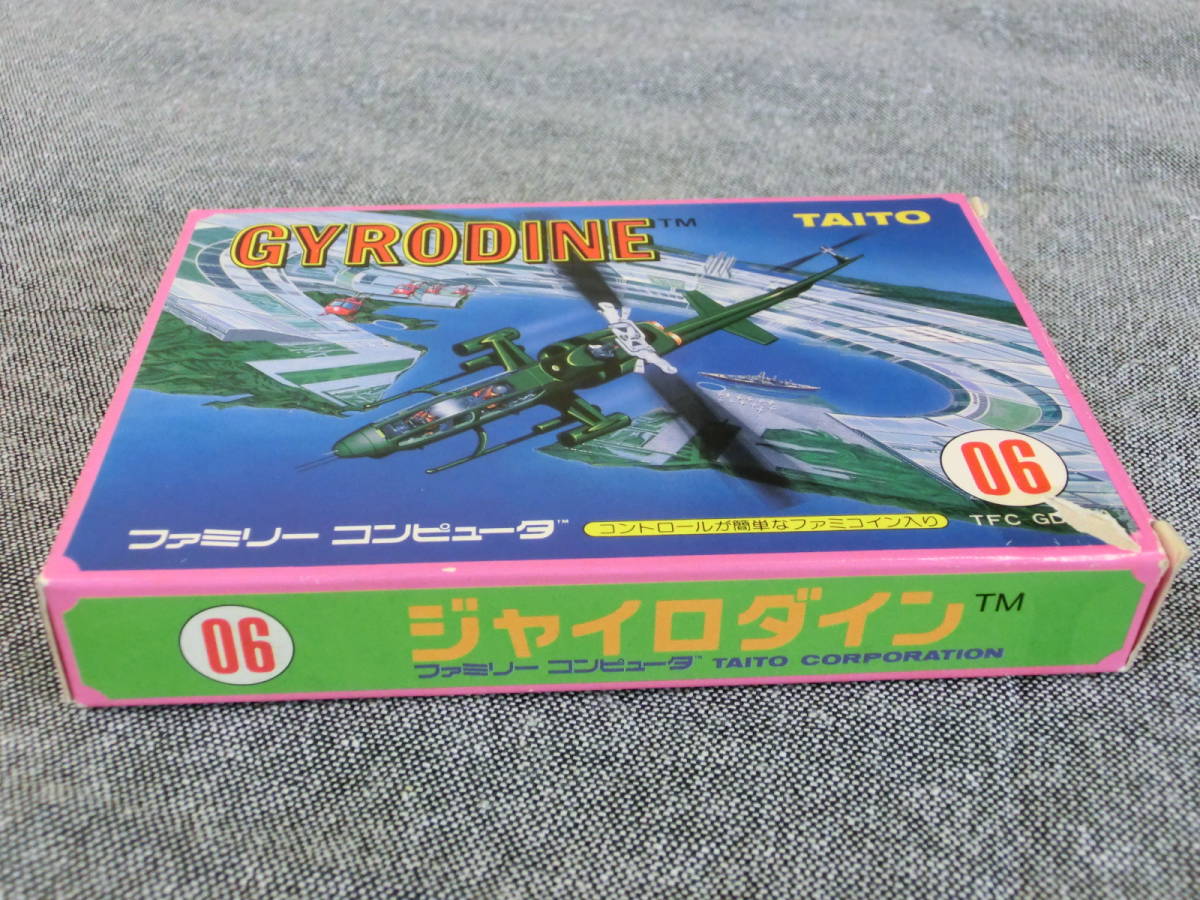 GYRODINE™
TAITO
06
ファミリー コンピュータ™
コントロールが簡単なファミコイン入り
TFC GD
06
ジャイロダイン™
ファミリー コンピュータ™ TAITO CORPORATION